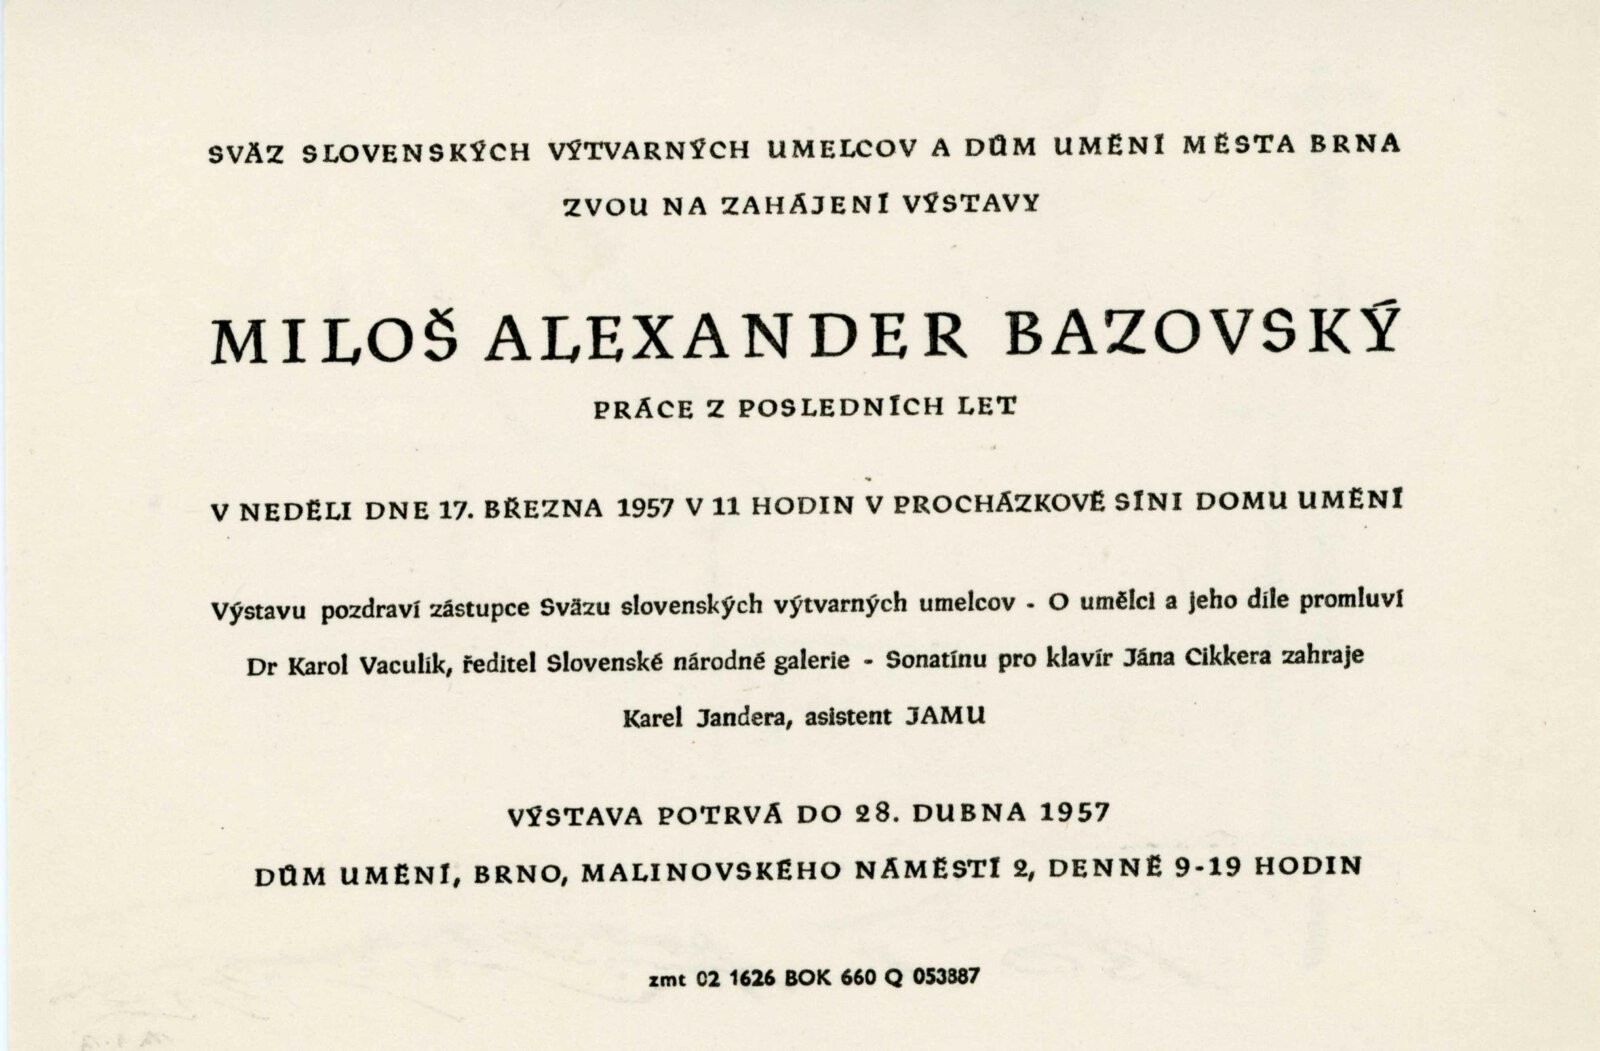 SVÄZ SLOVENSKÝCH VÝTVARNÝCH UMELCOV A DŮM UMĚNÍ MĚSTA BRNA
ZVOU NA ZAHÁJENÍ VÝSTAVY
MILOŠ ALEXANDER BAZOVSKÝ
PRÁCE Z POSLEDNÍCH LET
V NEDĚLI DNE 17. BŘEZNA 1957 V 11 HODIN V PROCHÁZKOVĚ SÍNI DOMU UMĚNÍ
Výstavu pozdraví zástupce Sväzu slovenských výtvarných umelcov - O umělci a jeho díle promluví
Dr Karol Vaculík, ředitel Slovenské národné galerie - Sonatínu pro klavír Jána Cikkera zahraje
Karel Jandera, asistent JAMU
VÝSTAVA POTRVÁ DO 28. DUBNA 1957
DŮM UMĚNÍ, BRNO, MALINOVSKÉHO NÁMĚSTÍ 2, DENNĚ 9-19 HODIN
zmt 02 1626 BOK 660 Q 053887